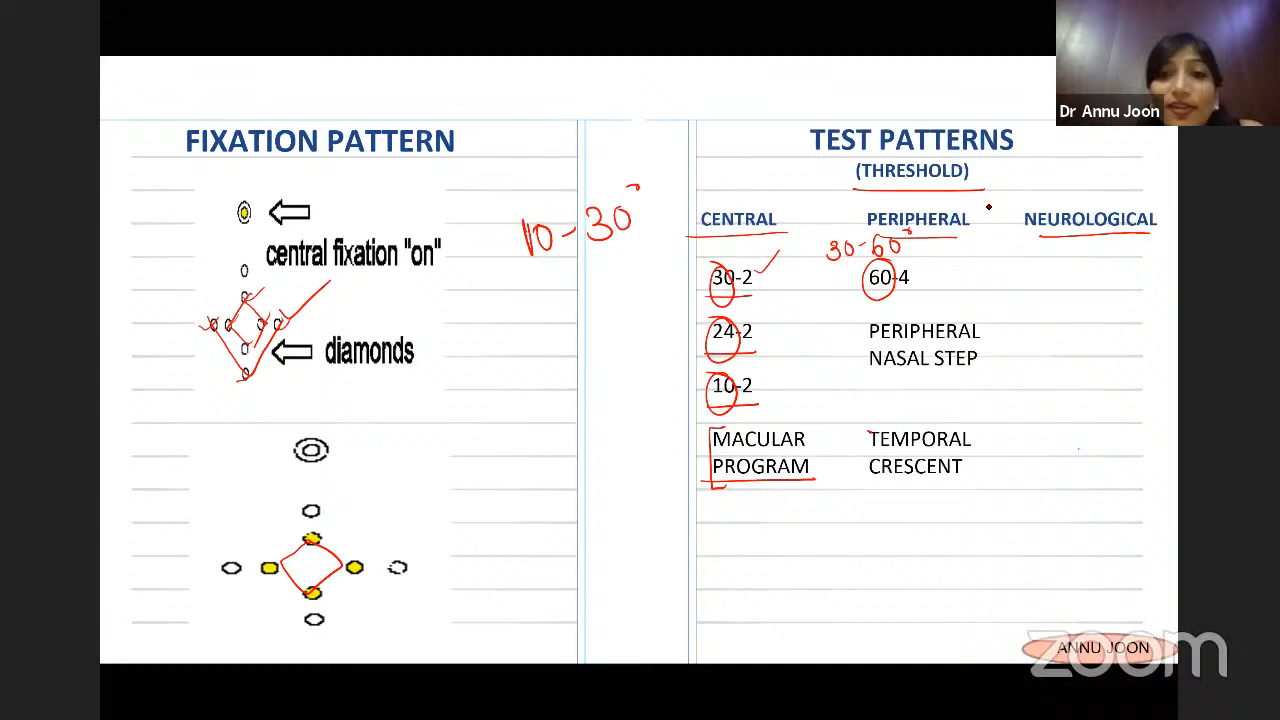 Dr Annu Joon
FIXATION PATTERN
central fixation "on"
diamonds
10-30°
TEST PATTERNS
(THRESHOLD)
CENTRAL PERIPHERAL NEUROLOGICAL
30-60°
30-2 60-4
24-2 PERIPHERAL
NASAL STEP
10-2
MACULAR TEMPORAL
PROGRAM CRESCENT
ANNU JOON
zoom